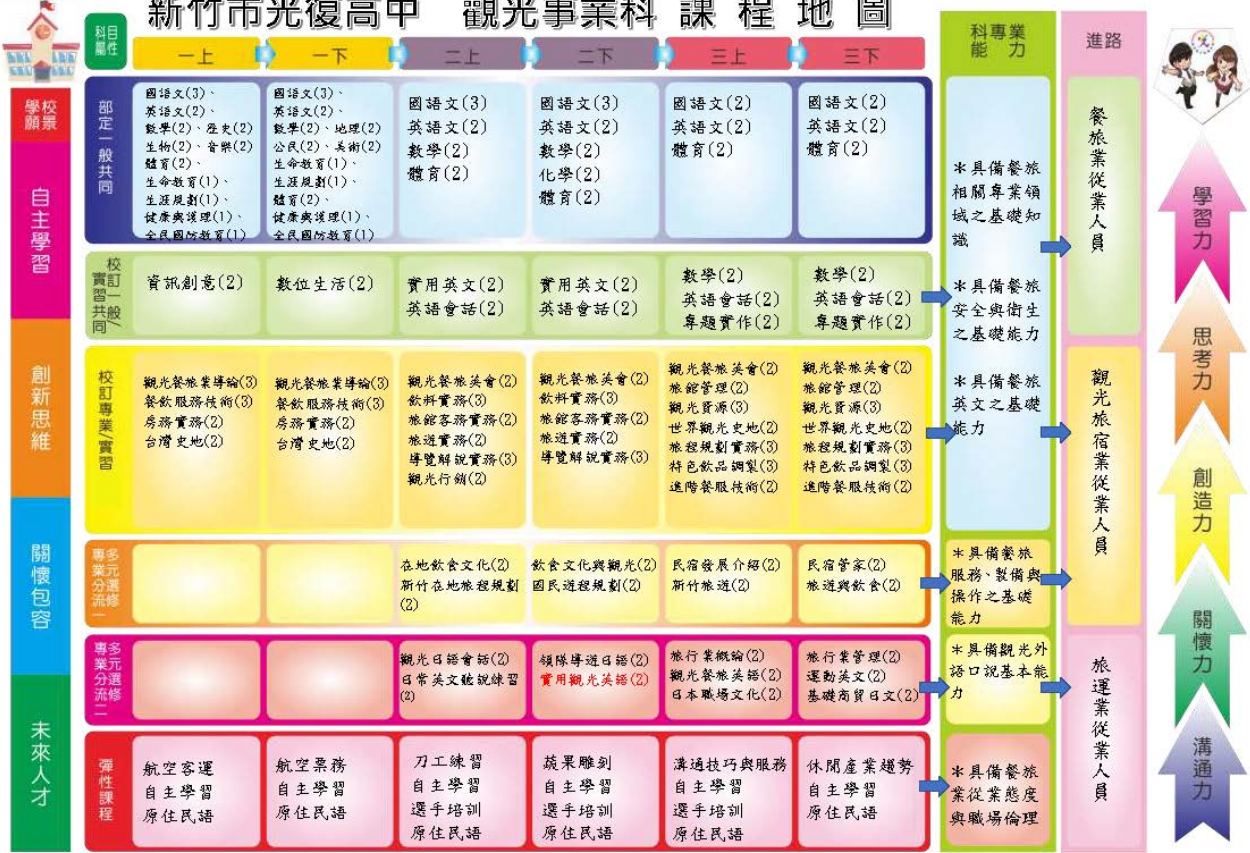 新竹市光復高中 觀光事業科 課程地圖
科目屬性
一上
一下
二上
二下
三上
三下
科專業能力
進路
學校願景
自主學習
創新思維
關懷包容
未來人才
部定一般共同
國語文(3)、
英語文(2)、
數學(2)、歷史(2)
生物(2)、音樂(2)
體育(2)、
生命教育(1)、
生涯規劃(1)、
健康與護理(1)、
全民國防教育(1)
國語文(3)、
英語文(2)、
數學(2)、地理(2)
公民(2)、美術(2)
生命教育(1)、
生涯規劃(1)、
體育(2)、
健康與護理(1)、
全民國防教育(1)
國語文(3)
英語文(2)
數學(2)
體育(2)
國語文(3)
英語文(2)
數學(2)
化學(2)
體育(2)
國語文(2)
英語文(2)
體育(2)
國語文(2)
英語文(2)
體育(2)
校訂一般/實習共同
資訊創意(2)
數位生活(2)
實用英文(2)
英語會話(2)
實用英文(2)
英語會話(2)
數學(2)
英語會話(2)
專題實作(2)
數學(2)
英語會話(2)
專題實作(2)
校訂專業/實習
觀光餐旅業導論(3)
餐飲服務技術(3)
房務實務(2)
台灣史地(2)
觀光餐旅業導論(3)
餐飲服務技術(3)
房務實務(2)
台灣史地(2)
觀光餐旅英會(2)
飲料實務(3)
旅館客務實務(2)
旅遊實務(2)
導覽解說實務(3)
觀光行銷(2)
觀光餐旅英會(2)
飲料實務(3)
旅館客務實務(2)
旅遊實務(2)
導覽解說實務(3)
觀光餐旅英會(2)
旅館管理(2)
觀光資源(3)
世界觀光史地(2)
旅程規劃實務(3)
特色飲品調製(3)
進階餐服技術(2)
觀光餐旅英會(2)
旅館管理(2)
觀光資源(3)
世界觀光史地(2)
旅程規劃實務(3)
特色飲品調製(3)
進階餐服技術(2)
多元選修專業分流一
在地飲食文化(2)
新竹在地旅程規劃
(2)
飲食文化與觀光(2)
國民遊程規劃(2)
民宿發展介紹(2)
新竹旅遊(2)
民宿管家(2)
旅遊與飲食(2)
多元選修專業分流二
觀光日語會話(2)
日常英文聽說練習
(2)
領隊導遊日語(2)
實用觀光英語(2)
旅行業概論(2)
觀光餐旅英語(2)
日本職場文化(2)
旅行業管理(2)
運動英文(2)
基礎商貿日文(2)
彈性課程
航空客運
自主學習
原住民語
航空票務
自主學習
原住民語
刀工練習
自主學習
選手培訓
原住民語
蔬果雕刻
自主學習
選手培訓
原住民語
溝通技巧與服務
自主學習
選手培訓
原住民語
休閒產業趨勢
自主學習
原住民語
＊具備餐旅
相關專業領
域之基礎知
識
＊具備餐旅
安全與衛生
之基礎能力
＊具備餐旅
英文之基礎
能力
＊具備餐旅
服務、製備與
操作之基礎
能力
＊具備觀光外
語口說基本能
力
＊具備餐旅
業從業態度
與職場倫理
餐旅業從業人員
觀光旅宿業從業人員
旅運業從業人員
學習力
思考力
創造力
關懷力
溝通力